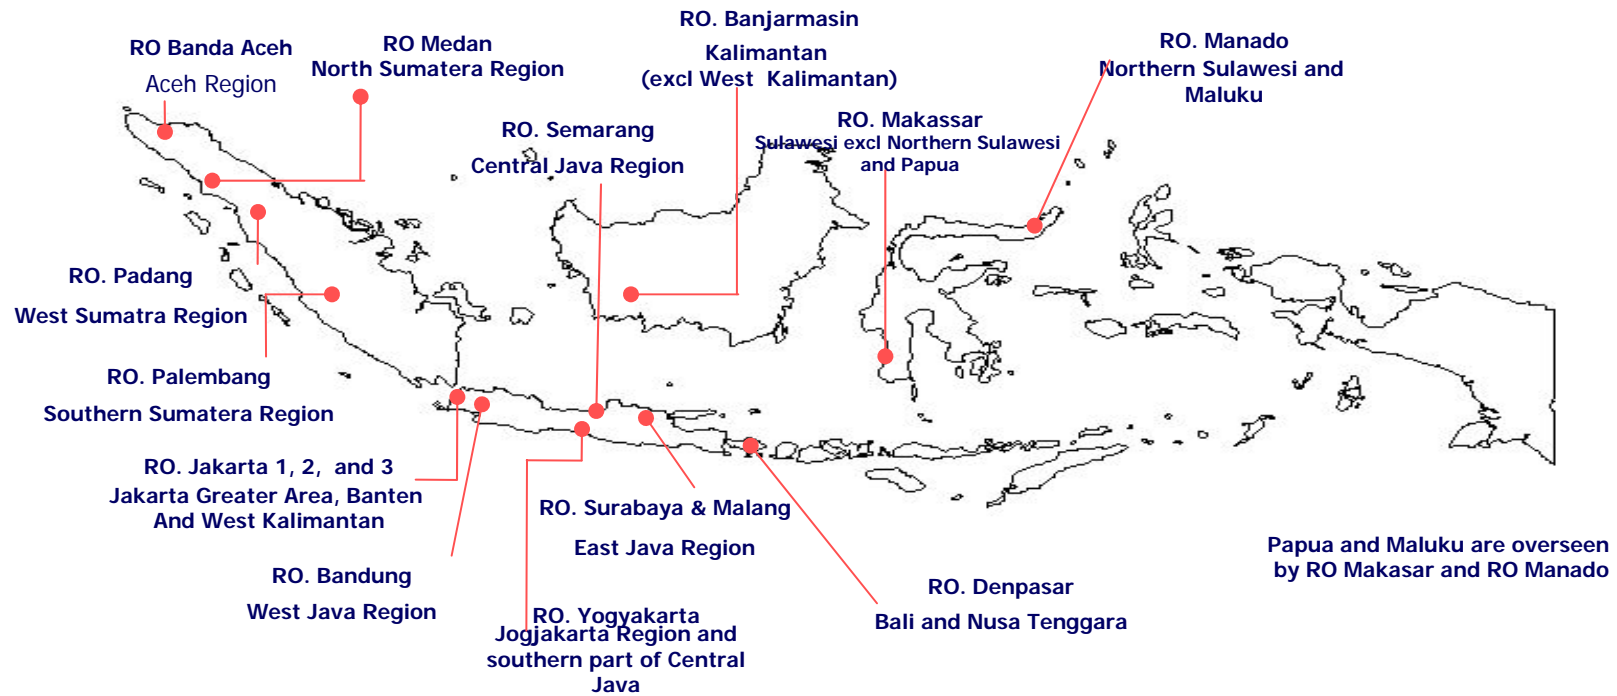 RO Banda Aceh
Aceh Region
RO Medan
North Sumatera Region
RO. Banjarmasin
Kalimantan
(excl West Kalimantan)
RO. Manado
Northern Sulawesi and
Maluku
RO. Semarang
Central Java Region
RO. Makassar
Sulawesi excl Northern Sulawesi
and Papua
RO. Padang
West Sumatra Region
RO. Palembang
Southern Sumatera Region
RO. Jakarta 1, 2, and 3
Jakarta Greater Area, Banten
And West Kalimantan
RO. Bandung
West Java Region
RO. Surabaya & Malang
East Java Region
RO. Yogyakarta
Jogjakarta Region and
southern part of Central
Java
RO. Denpasar
Bali and Nusa Tenggara
Papua and Maluku are overseen
by RO Makasar and RO Manado